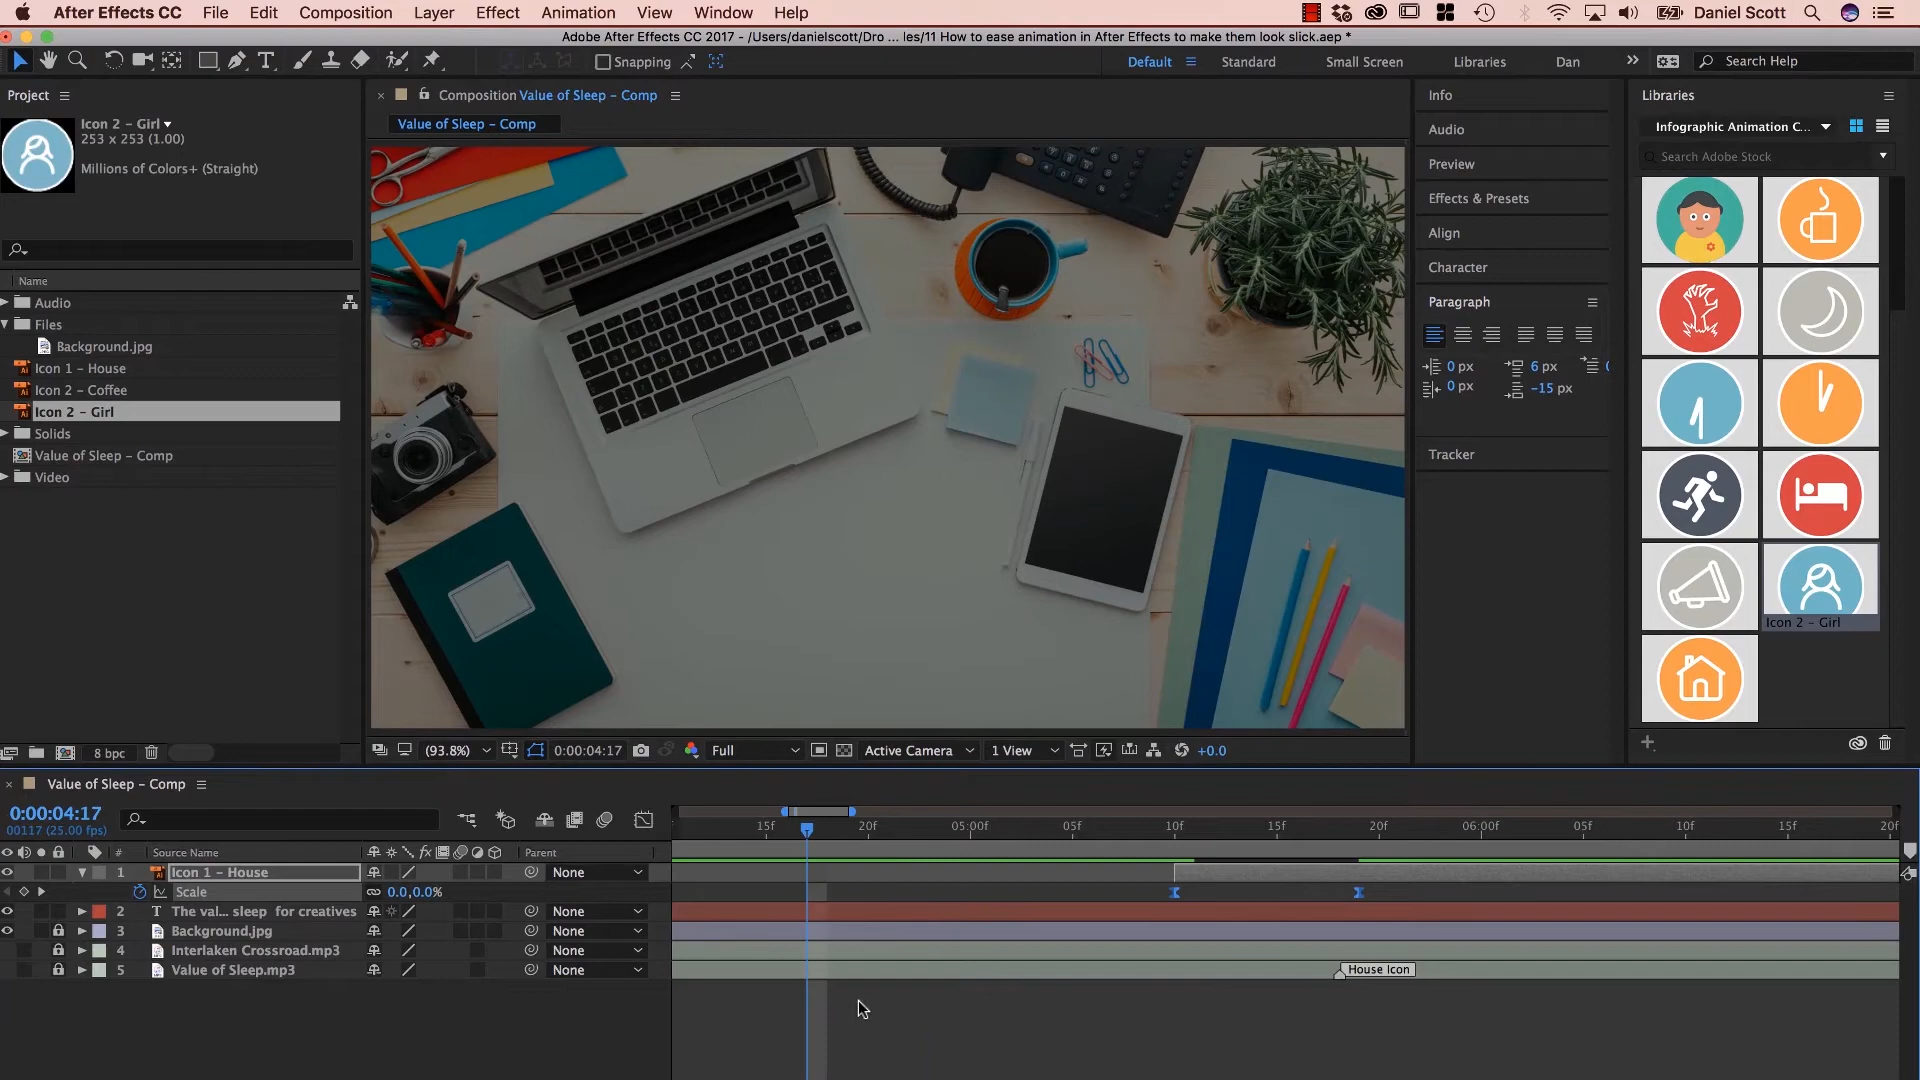 After Effects CC File Edit Composition Layer Effect Animation View Window Help Daniel Scott
Adobe After Effects CC 2017 - /Users/danielscott/Dro ... les/11 How to ease animation in After Effects to make them look slick.aep *
Snapping Default Standard Small Screen Libraries Dan Search Help
Project
Icon 2 - Girl
253 x 253 (1.00)
Millions of Colors+ (Straight)
Name
Audio
Files
Background.jpg
Icon 1 - House
Icon 2 - Coffee
Icon 2 - Girl
Solids
Value of Sleep - Comp
Video
8 bpc
Composition Value of Sleep - Comp
Value of Sleep - Comp
(93.8%) 0:00:04:17 Full Active Camera 1 View +0.0
Info
Audio
Preview
Effects & Presets
Align
Character
Paragraph
0 px 6 px 0
0 px -15 px
Tracker
Libraries
Infographic Animation C...
Search Adobe Stock
Icon 2 - Girl
Value of Sleep - Comp
0:00:04:17
00117 (25.00 fps)
15f 20f 05:00f 05f 10f 15f 20f 06:00f 05f 10f 15f 20f
# Source Name fx Parent
1 Icon 1 - House None
Scale 0.0,0.0%
2 T The val... sleep for creatives None
3 Background.jpg None
4 Interlaken Crossroad.mp3 None
5 Value of Sleep.mp3 None House Icon